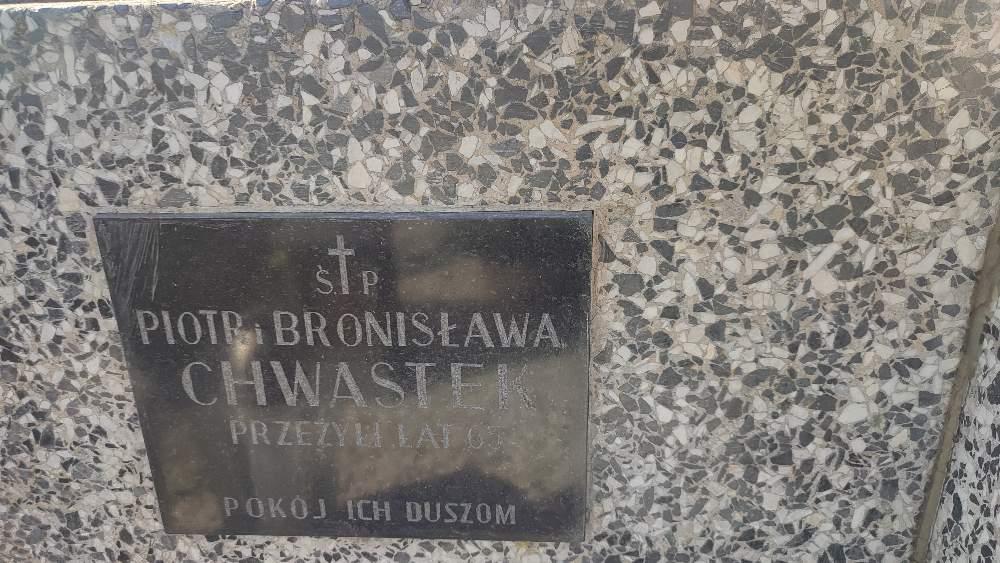 Ś.P
PIOTR i BRONISŁAWA
CHWASTEK
PRZEŻYLI LAT
POKÓJ ICH DUSZOM